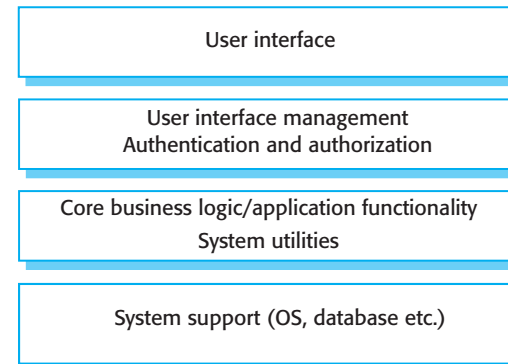 User interface
User interface management
Authentication and authorization
Core business logic/application functionality
System utilities
System support (OS, database etc.)